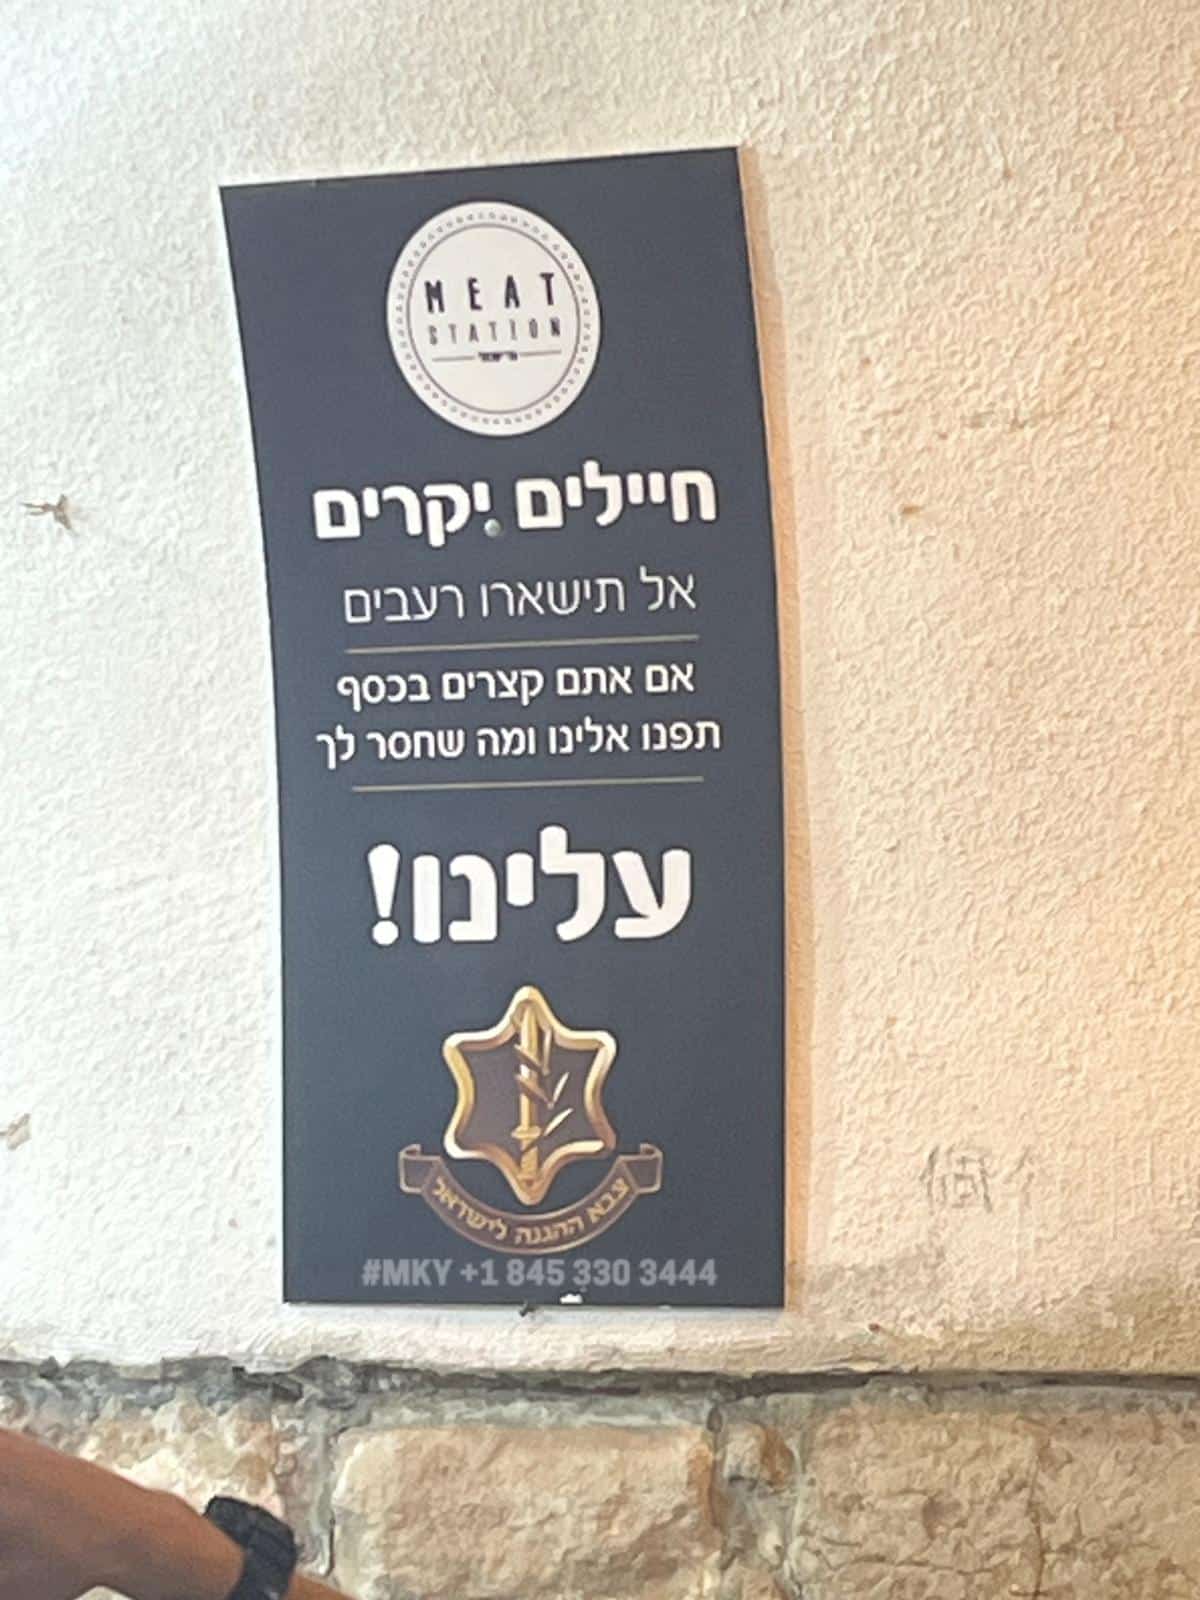 MEAT
STATION
חיילים יקרים
אל תישארו רעבים
אם אתם קצרים בכסף
תפנו אלינו ומה שחסר לך
עלינו!
צבא ההגנה לישראל
#MKY +1 845 330 3444